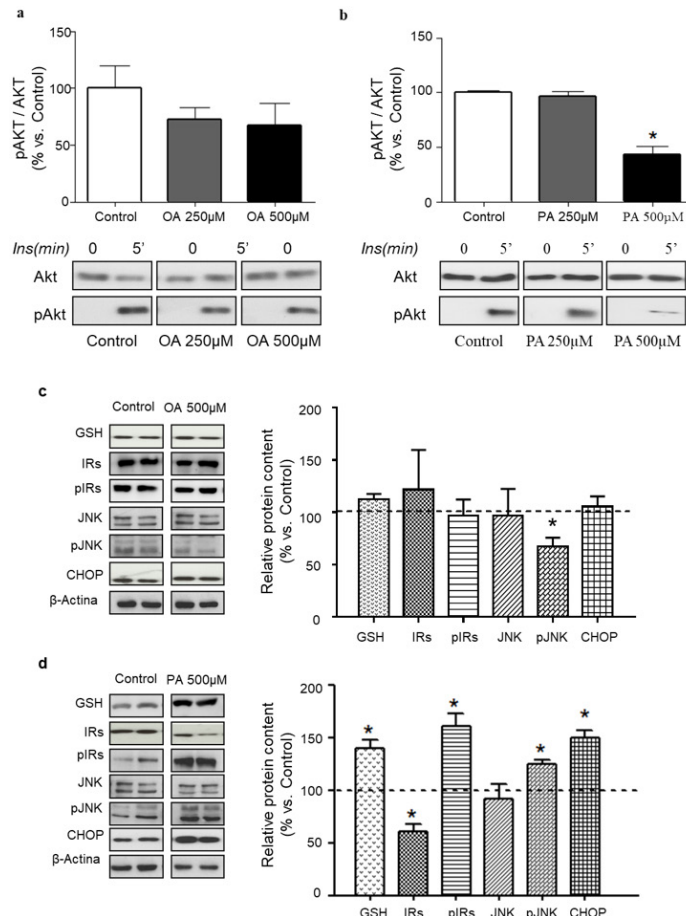 a
pAKT / AKT
(% vs. Control)
150
100
50
0
Control OA 250µM OA 500µM
Ins(min) 0 5' 0 5' 0
Akt
pAkt
Control OA 250µM OA 500µM
b
pAKT / AKT
(% vs. Control)
150
100
50
0
*
Control PA 250µM PA 500µM
Ins(min) 0 5' 0 5' 0 5'
Akt
pAkt
Control PA 250µM PA 500µM
c
Control OA 500µM
GSH
IRs
pIRs
JNK
pJNK
CHOP
β-Actina
Relative protein content
(% vs. Control)
200
150
100
50
0
*
GSH IRs pIRs JNK pJNK CHOP
d
Control PA 500µM
GSH
IRs
pIRs
JNK
pJNK
CHOP
β-Actina
Relative protein content
(% vs. Control)
200
150
100
50
0
* * * * *
GSH IRs pIRs JNK pJNK CHOP